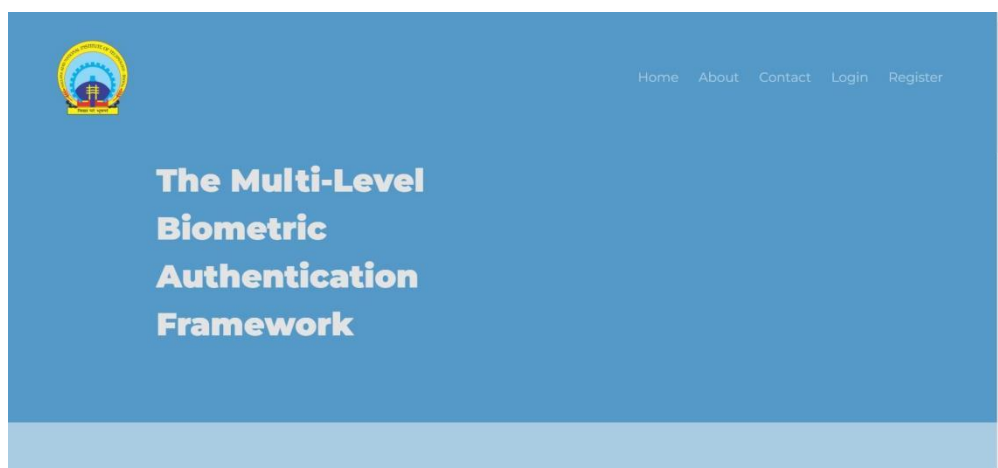 Home About Contact Login Register
The Multi-Level
Biometric
Authentication
Framework